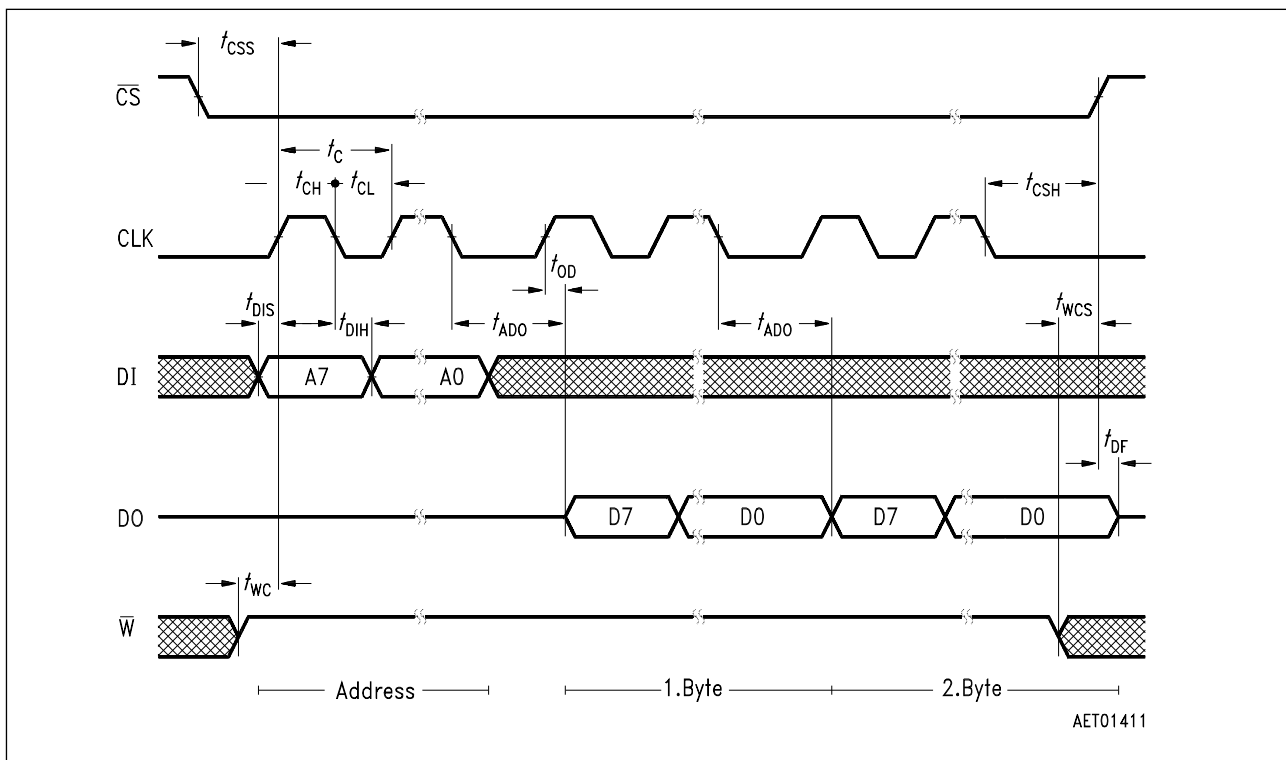 tCSS
CS
tC
tCH tCL
tCSH
CLK
tOD
tDIS
tDIH
tADO
tADO
tWCS
DI
A7
A0
tDF
DO
D7
D0
D7
D0
tWC
W
Address
1.Byte
2.Byte
AET01411